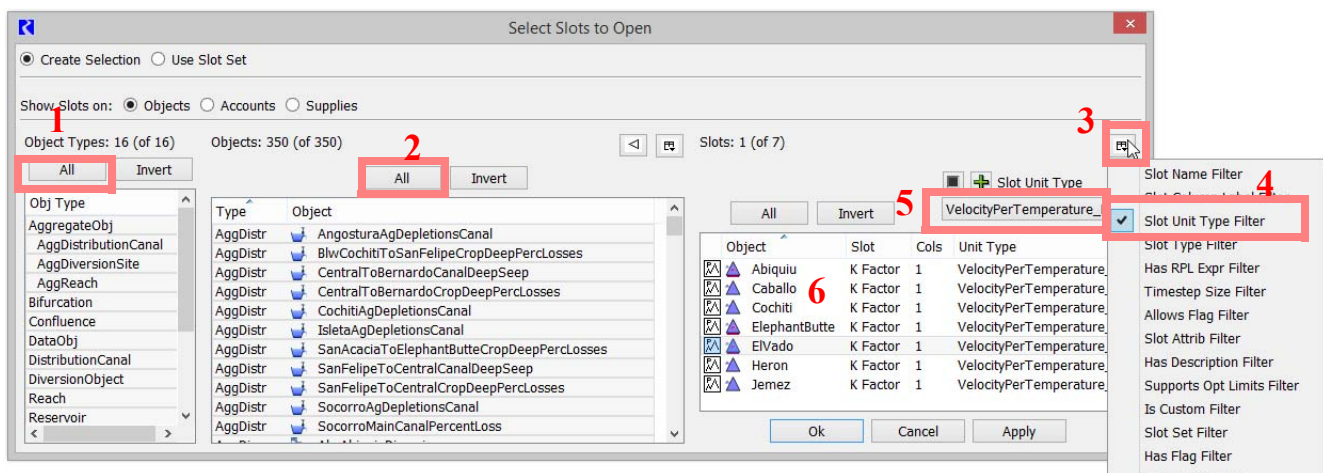 Select Slots to Open
Create Selection Use Slot Set
Show Slots on: Objects Accounts Supplies
1
Object Types: 16 (of 16)
All Invert
Obj Type
AggregateObj
AggDistributionCanal
AggDiversionSite
AggReach
Bifurcation
Confluence
DataObj
DistributionCanal
DiversionObject
Reach
Reservoir
Objects: 350 (of 350)
2
All Invert
Type Object
AggDistr AngosturaAgDepletionsCanal
AggDistr BlwCochitiToSanFelipeCropDeepPercLosses
AggDistr CentralToBernardoCanalDeepSeep
AggDistr CentralToBernardoCropDeepPercLosses
AggDistr CochitiAgDepletionsCanal
AggDistr IsletaAgDepletionsCanal
AggDistr SanAcaciaToElephantButteCropDeepPercLosses
AggDistr SanFelipeToCentralCanalDeepSeep
AggDistr SanFelipeToCentralCropDeepPercLosses
AggDistr SocorroAgDepletionsCanal
AggDistr SocorroMainCanalPercentLoss
Slots: 1 (of 7)
3
Slot Unit Type
All Invert
5
VelocityPerTemperature_
Object Slot Cols Unit Type
Abiquiu K Factor 1 VelocityPerTemperature_
Caballo K Factor 1 VelocityPerTemperature_
Cochiti K Factor 1 VelocityPerTemperature_
ElephantButte K Factor 1 VelocityPerTemperature_
ElVado K Factor 1 VelocityPerTemperature_
Heron K Factor 1 VelocityPerTemperature_
Jemez K Factor 1 VelocityPerTemperature_
6
Ok Cancel Apply
Slot Name Filter
4
Slot Unit Type Filter
Slot Type Filter
Has RPL Expr Filter
Timestep Size Filter
Allows Flag Filter
Slot Attrib Filter
Has Description Filter
Supports Opt Limits Filter
Is Custom Filter
Slot Set Filter
Has Flag Filter